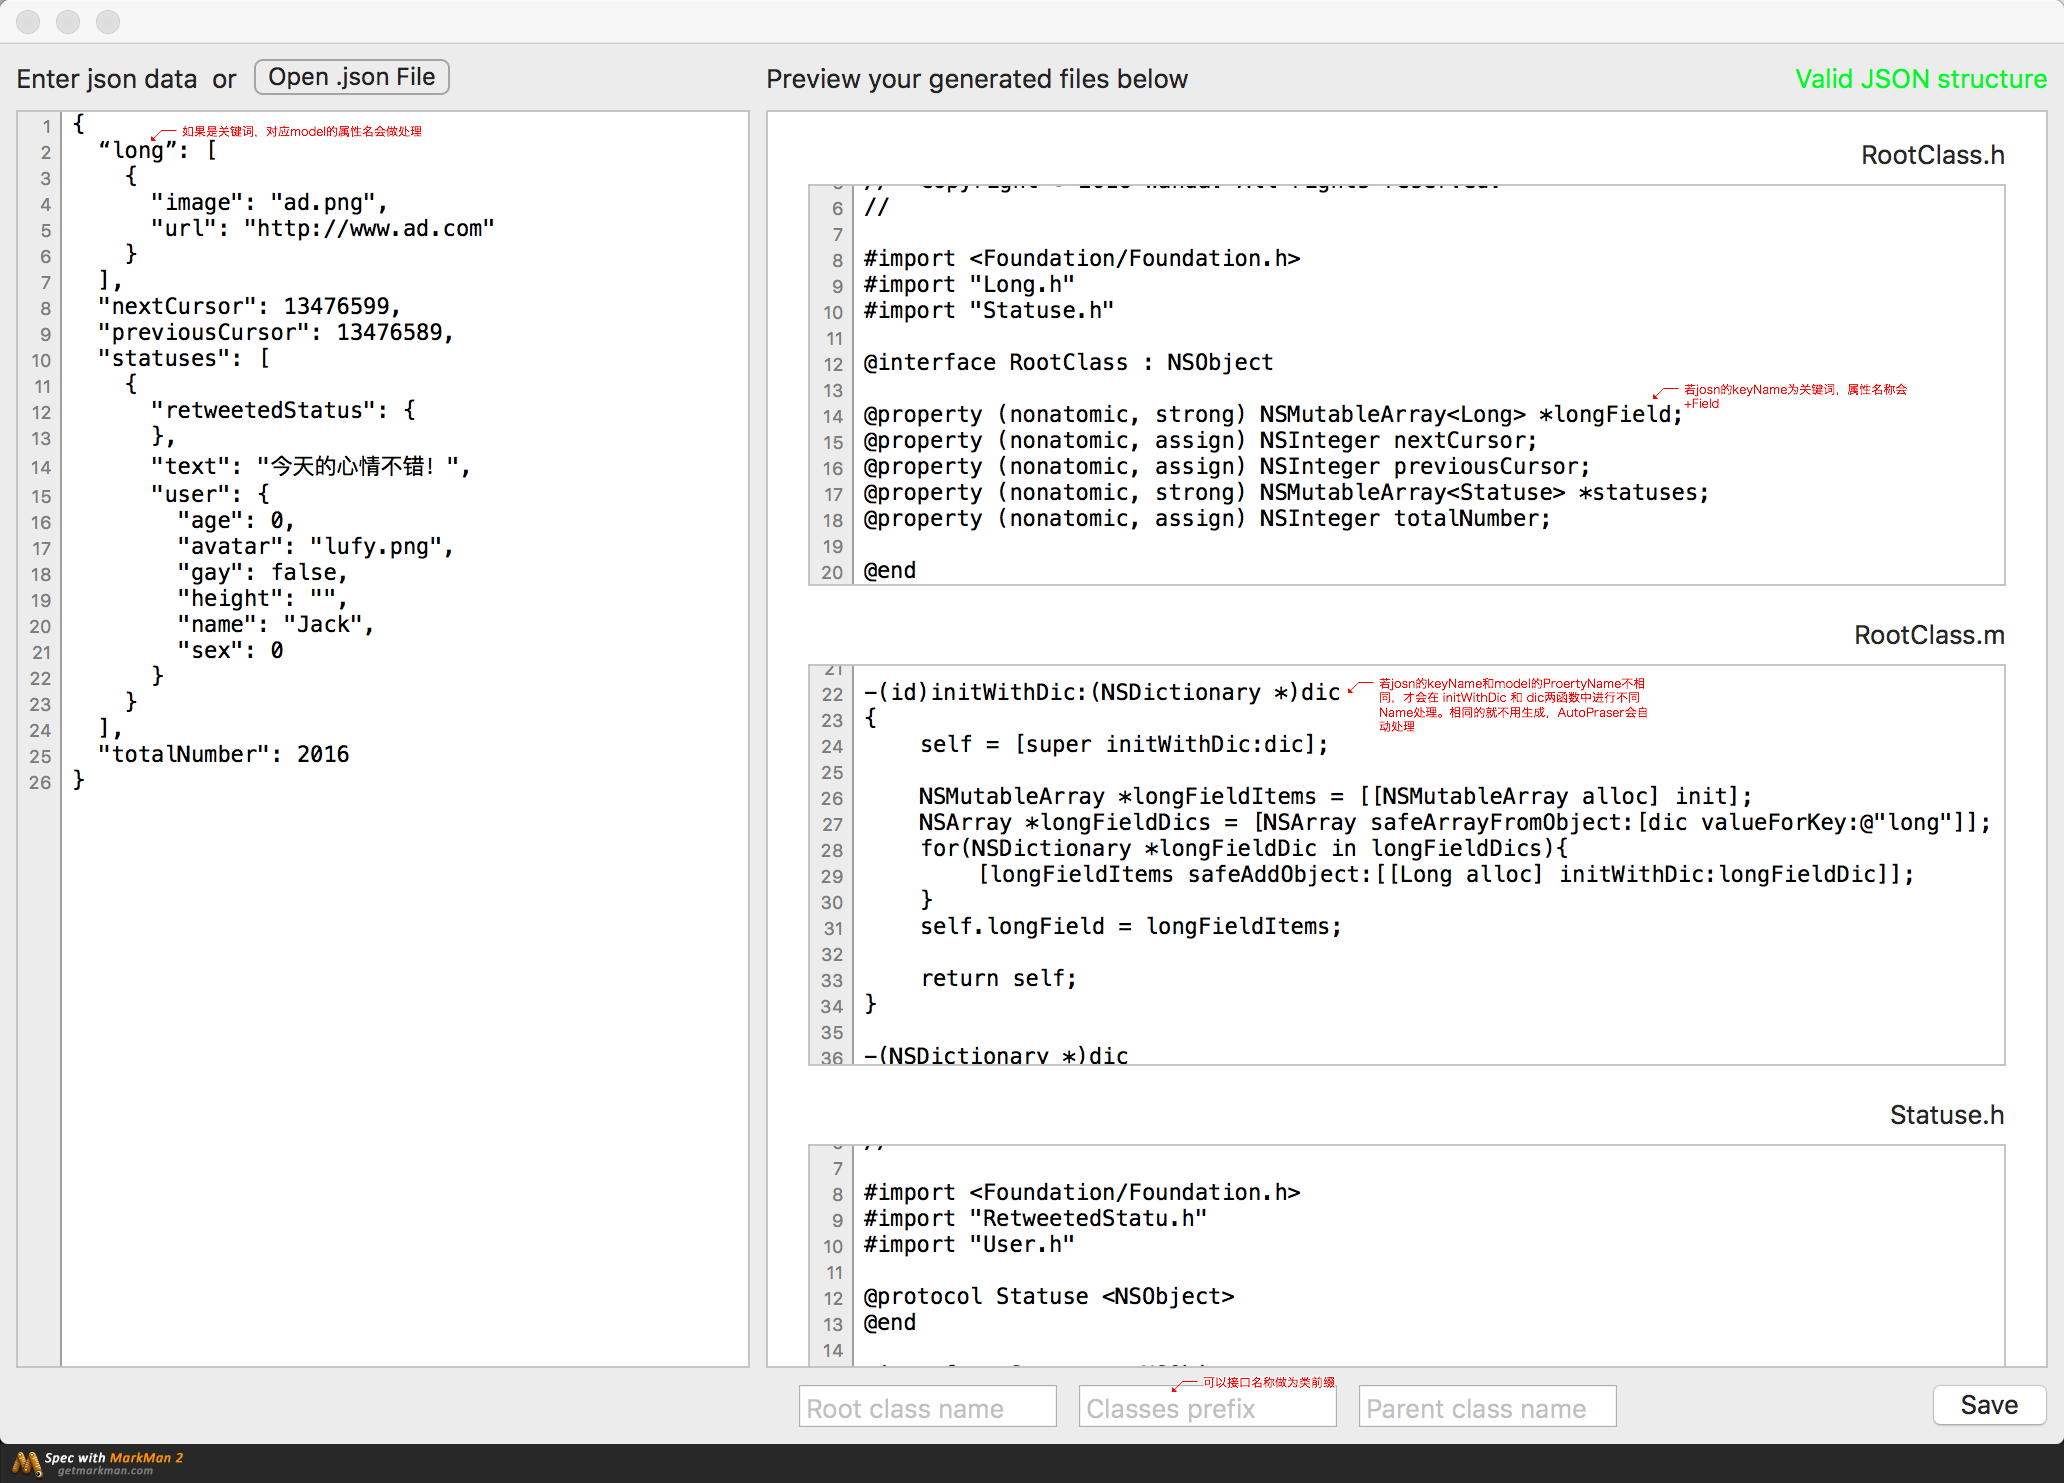 Enter json data or Open .json File
Preview your generated files below
Valid JSON structure
1 {
如果是关键词，对应model的属性名会做处理
2 “long”: [
3 {
4 "image": "ad.png",
5 "url": "http://www.ad.com"
6 }
7 ],
8 "nextCursor": 13476599,
9 "previousCursor": 13476589,
10 "statuses": [
11 {
12 "retweetedStatus": {
13 },
14 "text": "今天的心情不错！",
15 "user": {
16 "age": 0,
17 "avatar": "lufy.png",
18 "gay": false,
19 "height": "",
20 "name": "Jack",
21 "sex": 0
22 }
23 }
24 ],
25 "totalNumber": 2016
26 }
RootClass.h
6 //
7
8 #import <Foundation/Foundation.h>
9 #import "Long.h"
10 #import "Statuse.h"
11
12 @interface RootClass : NSObject
13
若josn的keyName为关键词，属性名称会
+Field
14 @property (nonatomic, strong) NSMutableArray<Long> *longField;
15 @property (nonatomic, assign) NSInteger nextCursor;
16 @property (nonatomic, assign) NSInteger previousCursor;
17 @property (nonatomic, strong) NSMutableArray<Statuse> *statuses;
18 @property (nonatomic, assign) NSInteger totalNumber;
19
20 @end
RootClass.m
21
22 -(id)initWithDic:(NSDictionary *)dic
若josn的keyName和model的ProertyName不相
同，才会在 initWithDic 和 dic两函数中进行不同
Name处理。相同的就不用生成，AutoPraser会自
动处理
23 {
24 self = [super initWithDic:dic];
25
26 NSMutableArray *longFieldItems = [[NSMutableArray alloc] init];
27 NSArray *longFieldDics = [NSArray safeArrayFromObject:[dic valueForKey:@"long"]];
28 for(NSDictionary *longFieldDic in longFieldDics){
29 [longFieldItems safeAddObject:[[Long alloc] initWithDic:longFieldDic]];
30 }
31 self.longField = longFieldItems;
32
33 return self;
34 }
35
36 -(NSDictionary *)dic
Statuse.h
7
8 #import <Foundation/Foundation.h>
9 #import "RetweetedStatu.h"
10 #import "User.h"
11
12 @protocol Statuse <NSObject>
13 @end
14
可以接口名称做为类前缀
Root class name
Classes prefix
Parent class name
Save
Spec with MarkMan 2
getmarkman.com